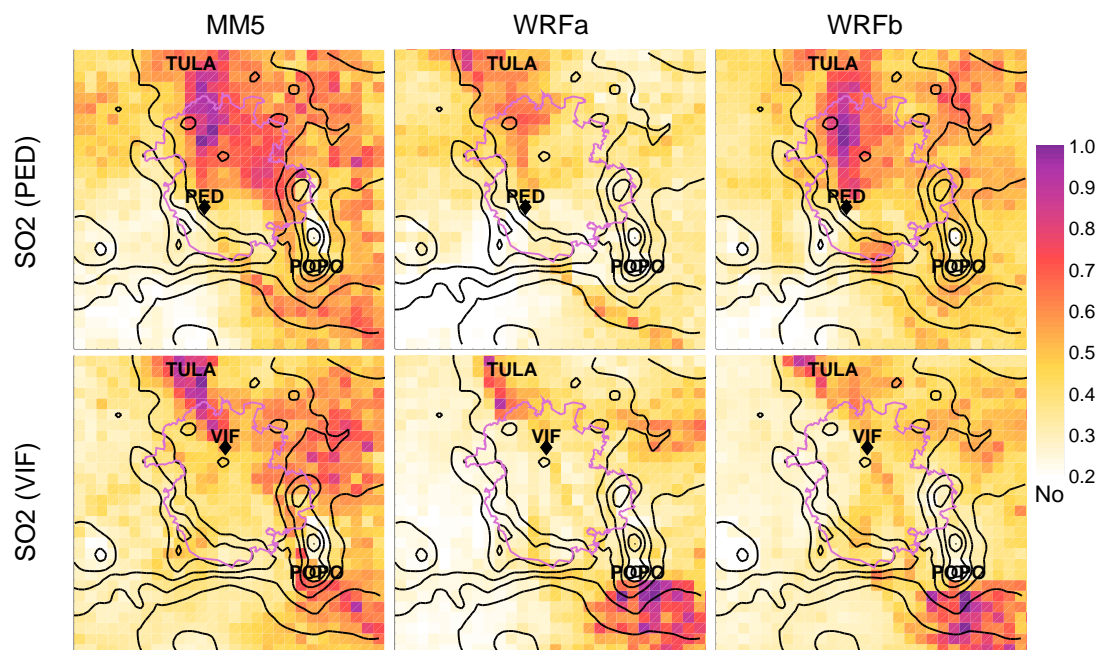 MM5 WRFa WRFb
SO2 (PED)
TULA TULA TULA
PED PED PED
POPO POPO POPO
1.0
0.9
0.8
0.7
0.6
0.5
0.4
0.3
0.2
No
SO2 (VIF)
TULA TULA TULA
VIF VIF VIF
POPO POPO POPO